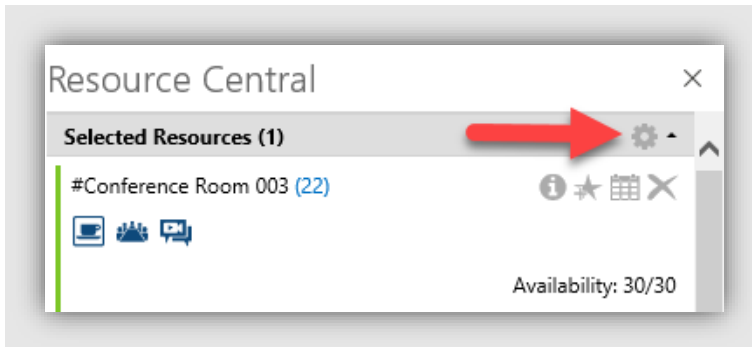 Resource Central
Selected Resources (1)
#Conference Room 003 (22)
Availability: 30/30